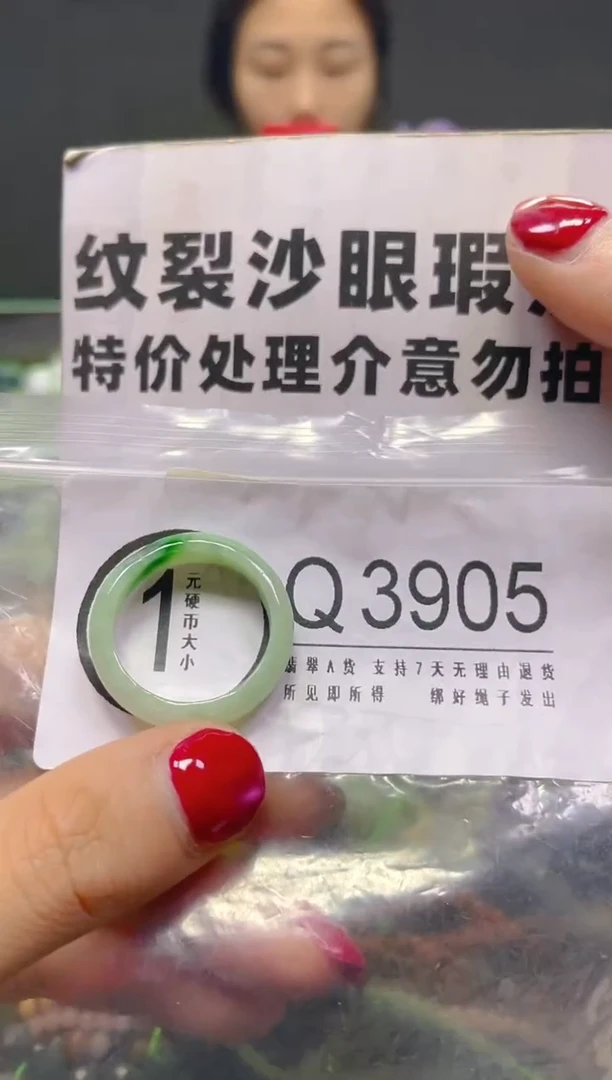 纹裂沙眼瑕
特价处理介意勿拍
1
元硬币大小
Q3905
翡翠A货 支持7天无理由退货
所见即所得 绑好绳子发出